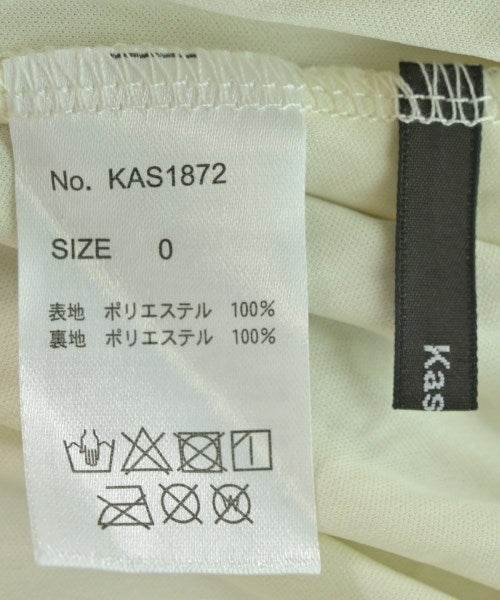 No. KAS1872
SIZE 0
表地 ポリエステル 100%
裏地 ポリエステル 100%
Kas